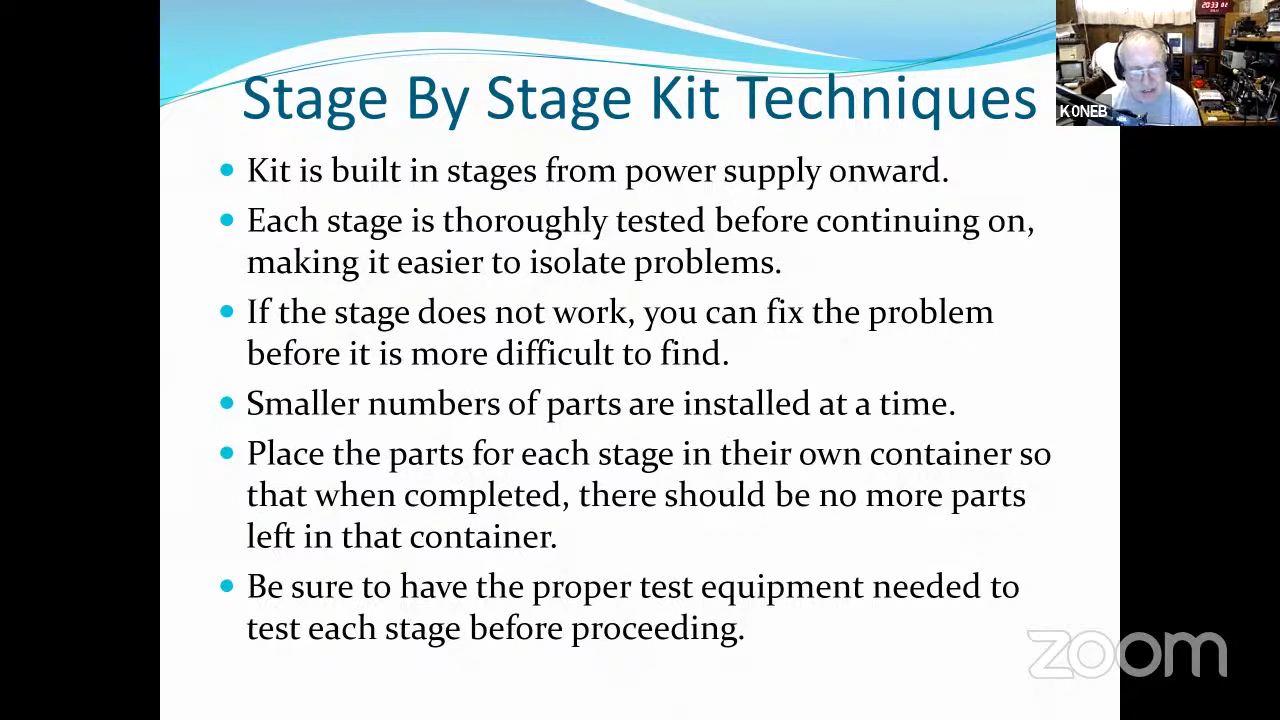 Stage By Stage Kit Techniques
Kit is built in stages from power supply onward.
Each stage is thoroughly tested before continuing on,
making it easier to isolate problems.
If the stage does not work, you can fix the problem
before it is more difficult to find.
Smaller numbers of parts are installed at a time.
Place the parts for each stage in their own container so
that when completed, there should be no more parts
left in that container.
Be sure to have the proper test equipment needed to
test each stage before proceeding.
K0NEB
zoom